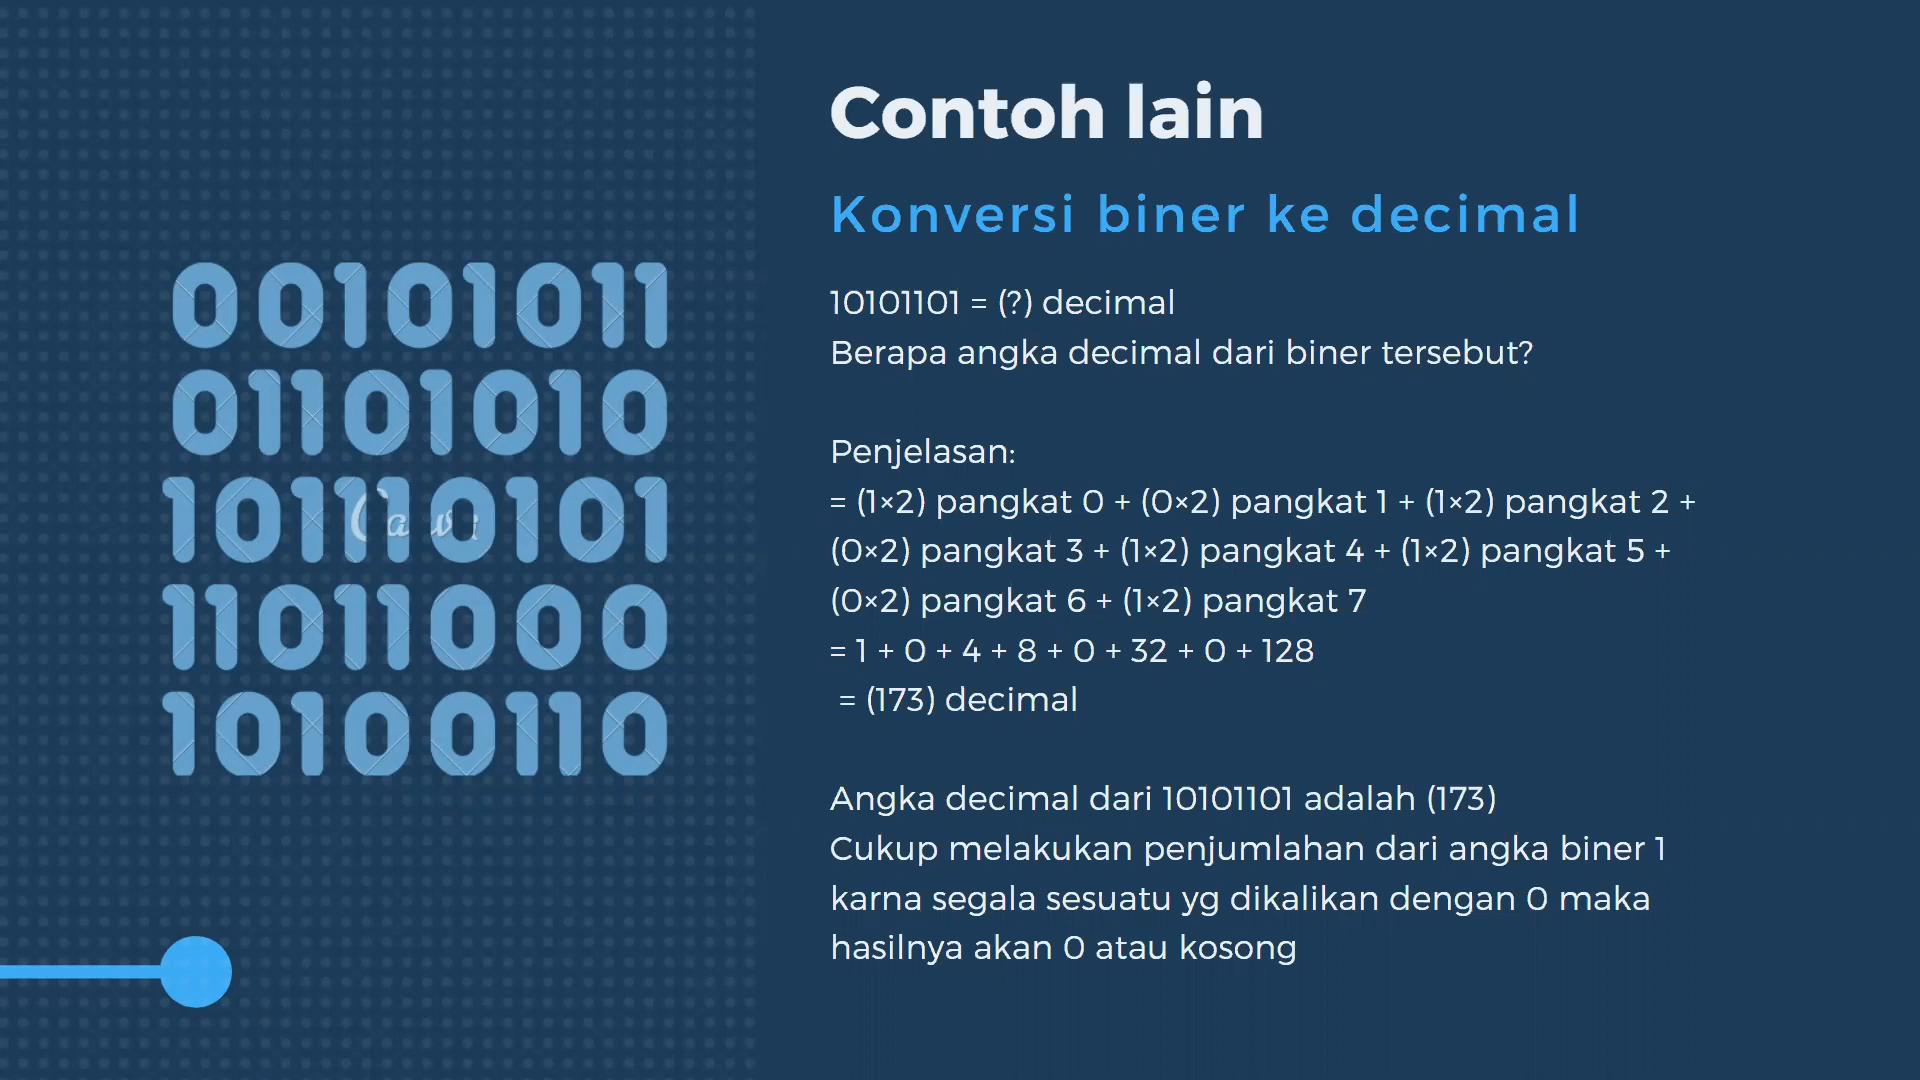 Contoh lain
Konversi biner ke decimal
10101101 = (?) decimal
Berapa angka decimal dari biner tersebut?
Penjelasan:
= (1×2) pangkat 0 + (0×2) pangkat 1 + (1×2) pangkat 2 +
(0×2) pangkat 3 + (1×2) pangkat 4 + (1×2) pangkat 5 +
(0×2) pangkat 6 + (1×2) pangkat 7
= 1 + 0 + 4 + 8 + 0 + 32 + 0 + 128
= (173) decimal
Angka decimal dari 10101101 adalah (173)
Cukup melakukan penjumlahan dari angka biner 1
karna segala sesuatu yg dikalikan dengan 0 maka
hasilnya akan 0 atau kosong
00101011
01101010
101110101
11011000
10100110
Canva